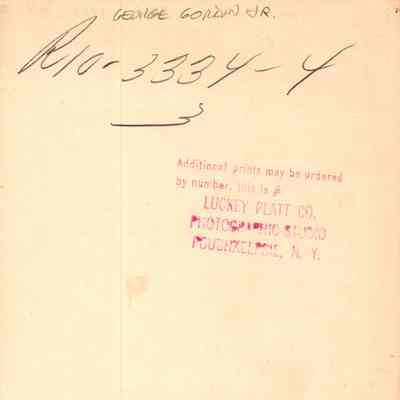 GEORGE GORDON JR.
R10-3334-4
3
Additional prints may be ordered
by number, this is #
LUCKEY PLATT CO.
PHOTOGRAPHIC STUDIO
POUGHKEEPSIE, N. Y.